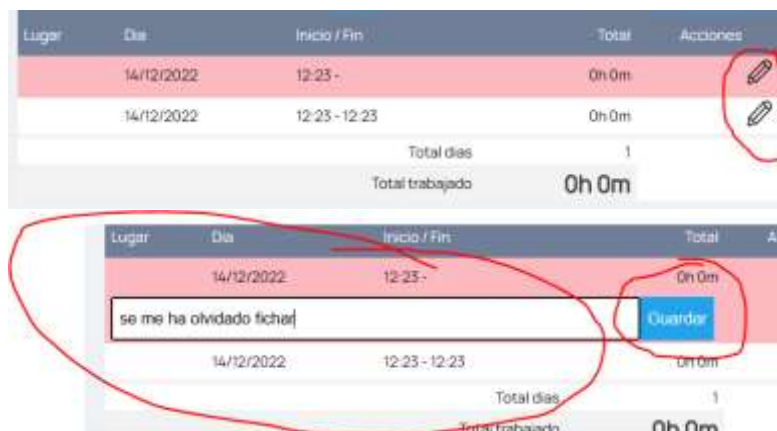 Lugar Dia Inicio / Fin Total Acciones
14/12/2022 12:23 - 0h 0m
14/12/2022 12:23 - 12:23 0h 0m
Total dias 1
Total trabajado 0h 0m
Lugar Dia Inicio / Fin Total A
14/12/2022 12:23 - 0h 0m
se me ha olvidado fichar Guardar
14/12/2022 12:23 - 12:23 0h 0m
Total dias 1
Total trabajado 0h 0m